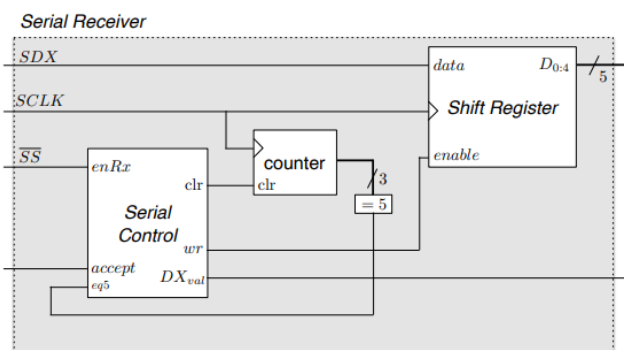 Serial Receiver
SDX
data
D0:4
5
SCLK
Shift Register
SS
enRx
counter
enable
clr
clr
3
= 5
Serial
Control
wr
accept
DXval
eq5